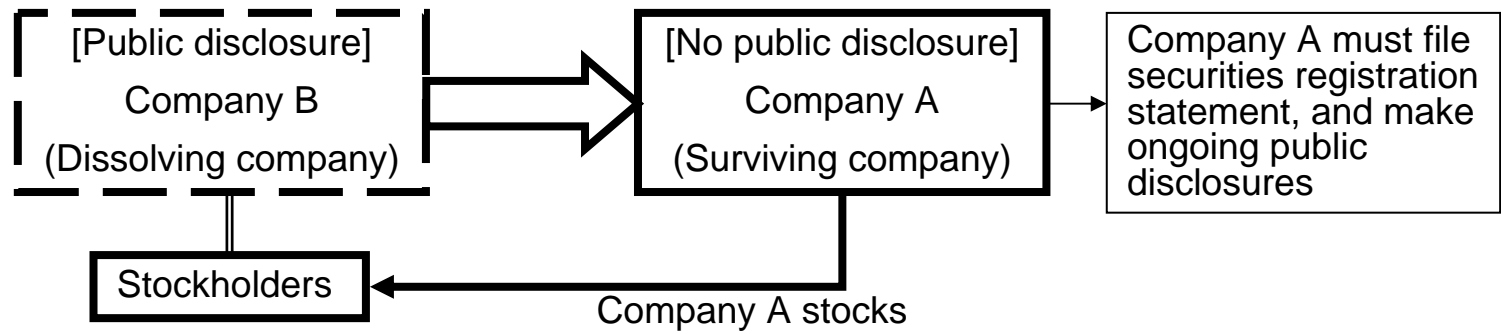 [Public disclosure]
Company B
(Dissolving company)
[No public disclosure]
Company A
(Surviving company)
Company A must file
securities registration
statement, and make
ongoing public
disclosures
Stockholders
Company A stocks